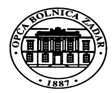 OPĆA BOLNICA ZADAR
• 1887 •